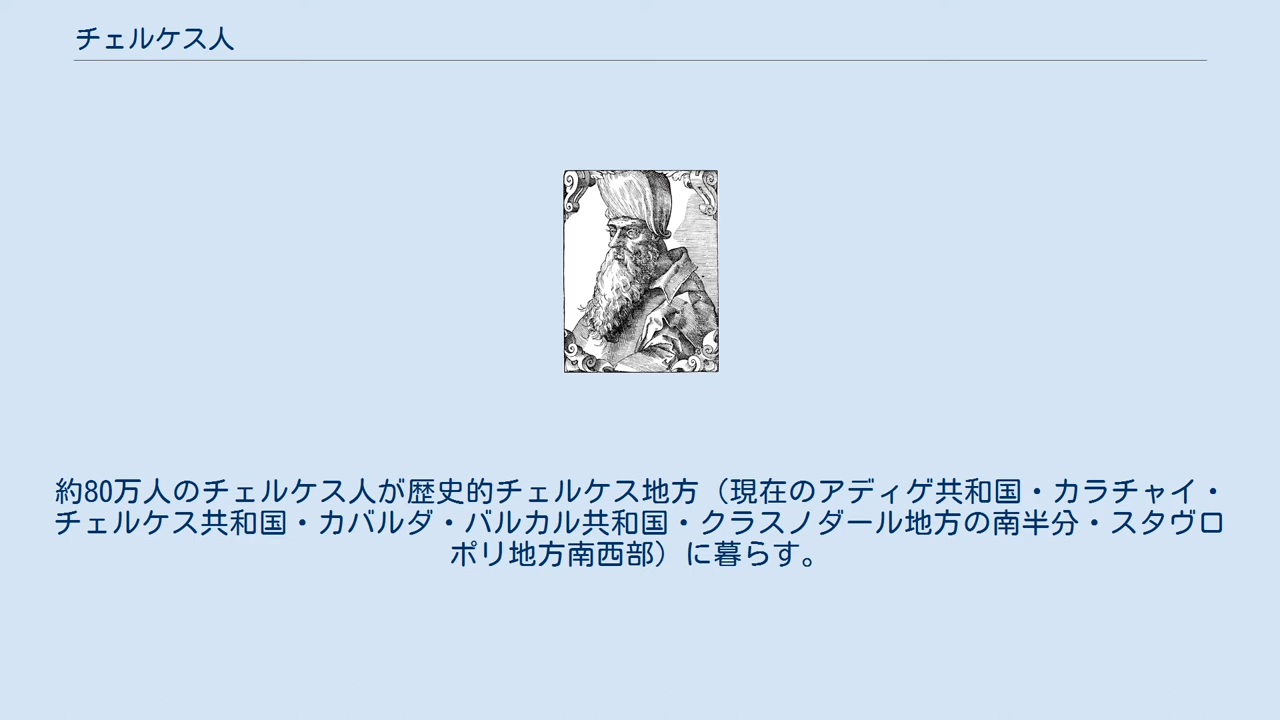 チェルケス人
約80万人のチェルケス人が歴史的チェルケス地方（現在のアディゲ共和国・カラチャイ・
チェルケス共和国・カバルダ・バルカル共和国・クラスノダール地方の南半分・スタヴロ
ポリ地方南西部）に暮らす。